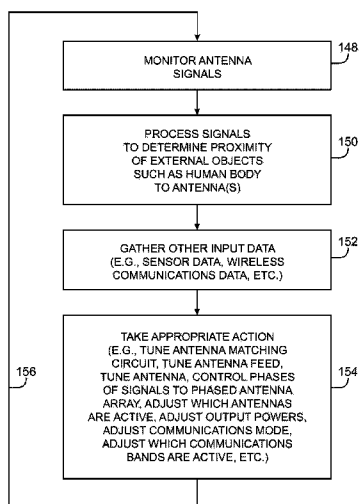 MONITOR ANTENNA
SIGNALS
148
PROCESS SIGNALS
TO DETERMINE PROXIMITY
OF EXTERNAL OBJECTS
SUCH AS HUMAN BODY
TO ANTENNA(S)
150
GATHER OTHER INPUT DATA
(E.G., SENSOR DATA, WIRELESS
COMMUNICATIONS DATA, ETC.)
152
TAKE APPROPRIATE ACTION
(E.G., TUNE ANTENNA MATCHING
CIRCUIT, TUNE ANTENNA FEED,
TUNE ANTENNA, CONTROL PHASES
OF SIGNALS TO PHASED ANTENNA
ARRAY, ADJUST WHICH ANTENNAS
ARE ACTIVE, ADJUST OUTPUT POWERS,
ADJUST COMMUNICATIONS MODE,
ADJUST WHICH COMMUNICATIONS
BANDS ARE ACTIVE, ETC.)
154
156